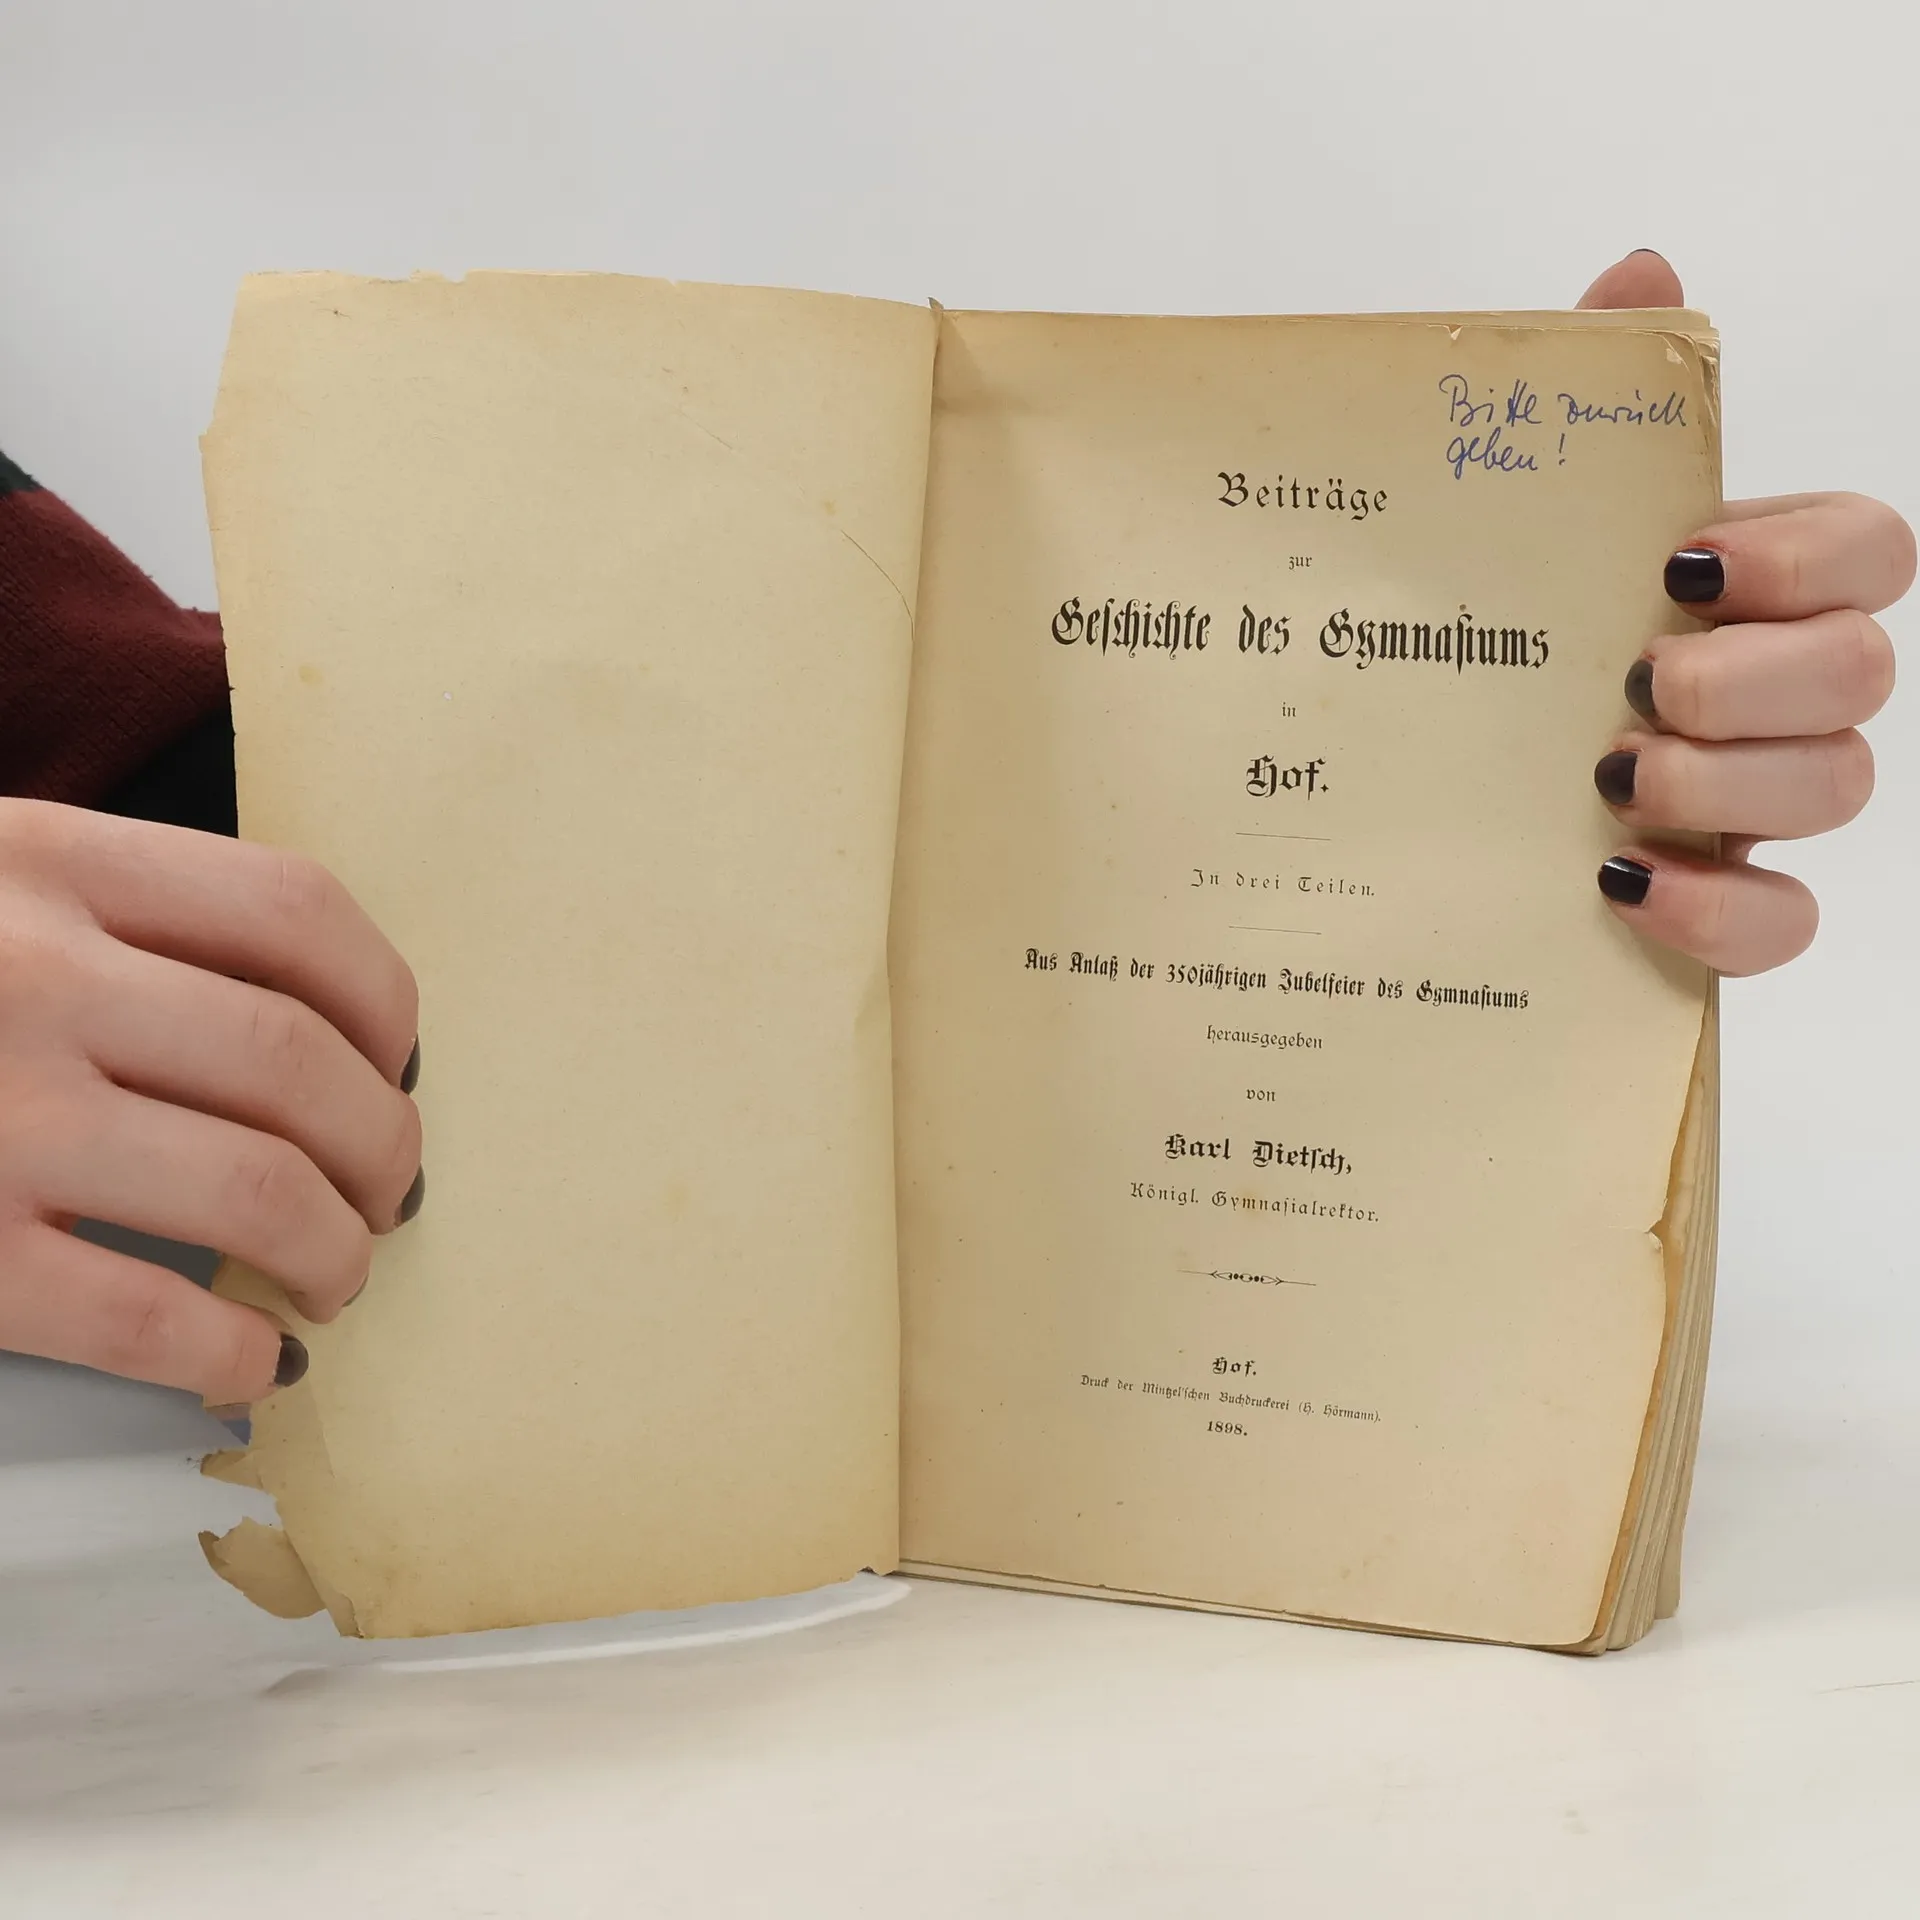 Bitte zurück
geben!
Beiträge
zur
Geschichte des Gymnasiums
in
Hof.
In drei Teilen.
Aus Anlaß der 350jährigen Jubelfeier des Gymnasiums
herausgegeben
von
Karl Dietsch,
Königl. Gymnasialrektor.
Hof.
Druck der Mintzel'schen Buchdruckerei (H. Hörmann).
1898.